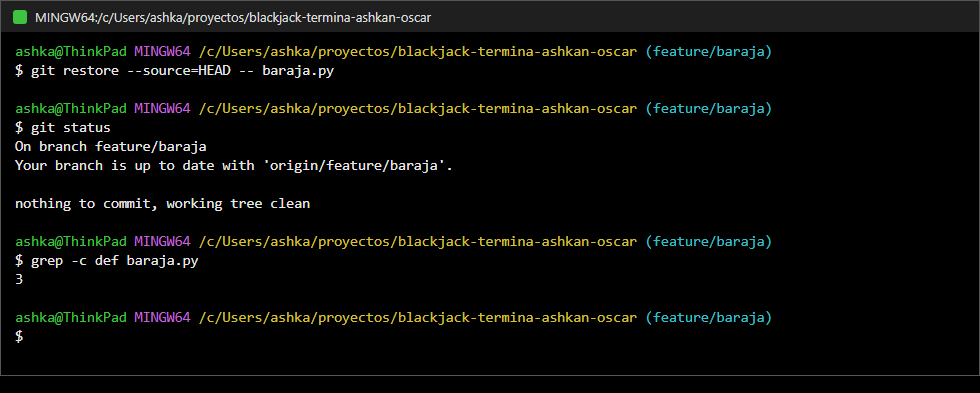 MINGW64:/c/Users/ashka/proyectos/blackjack-termina-ashkan-oscar
ashka@ThinkPad MINGW64 /c/Users/ashka/proyectos/blackjack-termina-ashkan-oscar (feature/baraja)
$ git restore --source=HEAD -- baraja.py
ashka@ThinkPad MINGW64 /c/Users/ashka/proyectos/blackjack-termina-ashkan-oscar (feature/baraja)
$ git status
On branch feature/baraja
Your branch is up to date with 'origin/feature/baraja'.
nothing to commit, working tree clean
ashka@ThinkPad MINGW64 /c/Users/ashka/proyectos/blackjack-termina-ashkan-oscar (feature/baraja)
$ grep -c def baraja.py
3
ashka@ThinkPad MINGW64 /c/Users/ashka/proyectos/blackjack-termina-ashkan-oscar (feature/baraja)
$